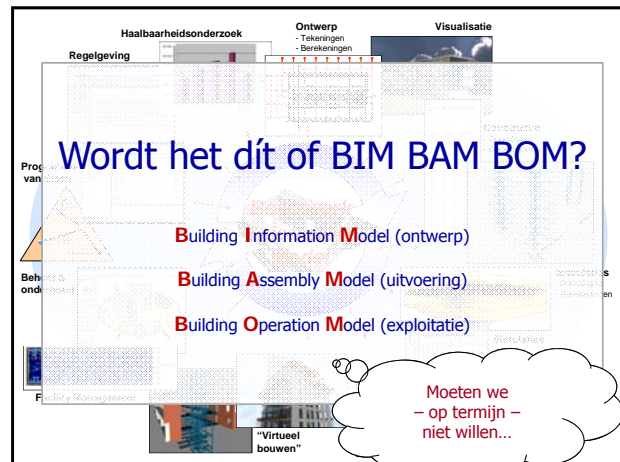 Haalbaarheidsonderzoek
Ontwerp
- Tekeningen
- Berekeningen
Visualisatie
Regelgeving
Wordt het dít of BIM BAM BOM?
Building Information Model (ontwerp)
Building Assembly Model (uitvoering)
Building Operation Model (exploitatie)
Moeten we
– op termijn –
niet willen…
"Virtueel
bouwen"